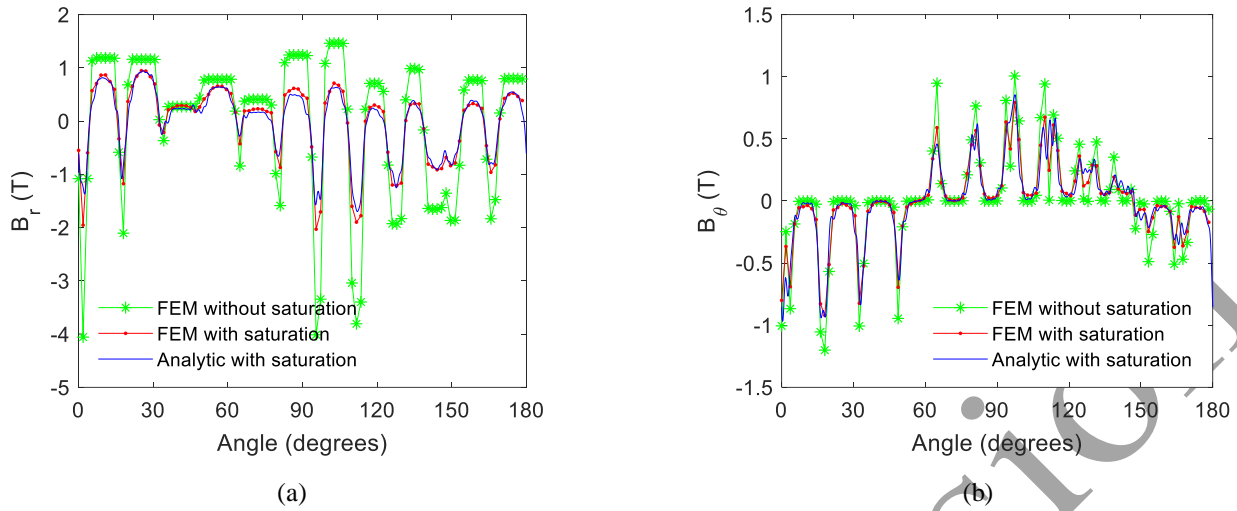 2
1
0
-1
-2
-3
-4
-5
B_r (T)
FEM without saturation
FEM with saturation
Analytic with saturation
0 30 60 90 120 150 180
Angle (degrees)
(a)
1.5
1
0.5
0
-0.5
-1
-1.5
B_θ (T)
FEM without saturation
FEM with saturation
Analytic with saturation
0 30 60 90 120 150 180
Angle (degrees)
(b)